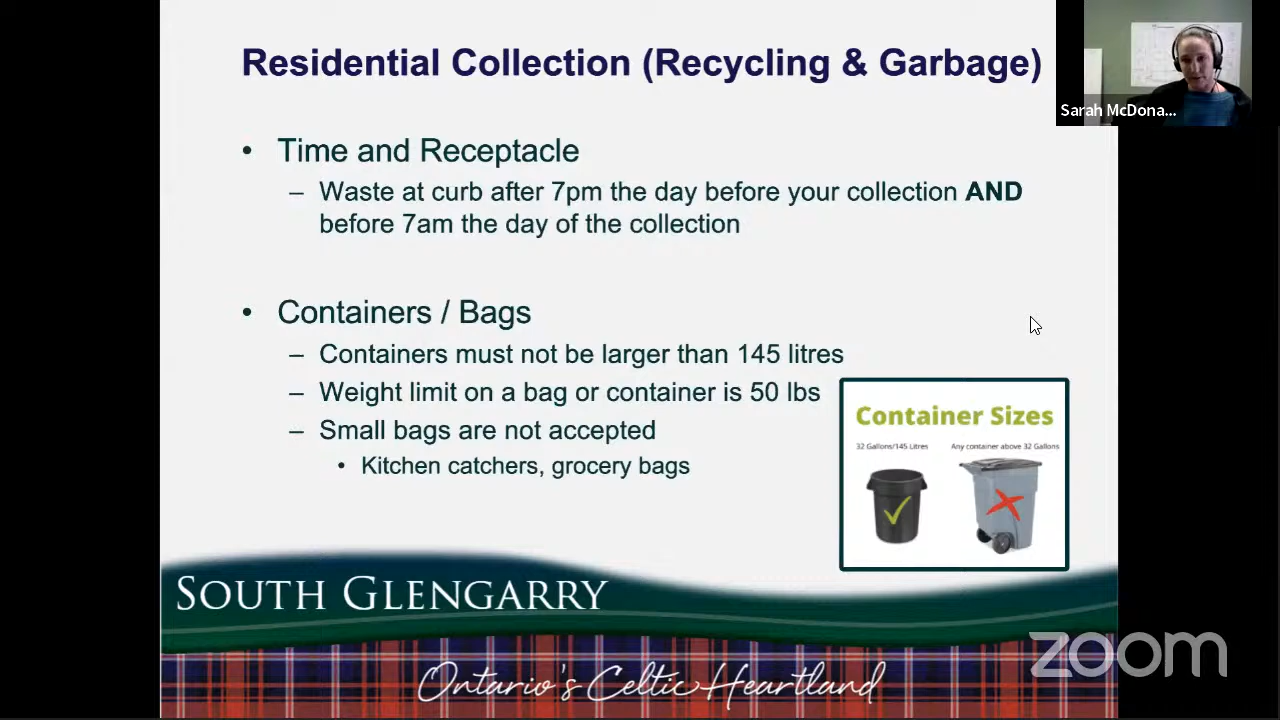 Residential Collection (Recycling & Garbage)
Sarah McDona...
• Time and Receptacle
– Waste at curb after 7pm the day before your collection AND
before 7am the day of the collection
• Containers / Bags
– Containers must not be larger than 145 litres
– Weight limit on a bag or container is 50 lbs
– Small bags are not accepted
• Kitchen catchers, grocery bags
Container Sizes
32 Gallons/145 Litres
Any container above 32 Gallons
SOUTH GLENGARRY
Ontario's Celtic Heartland
zoom